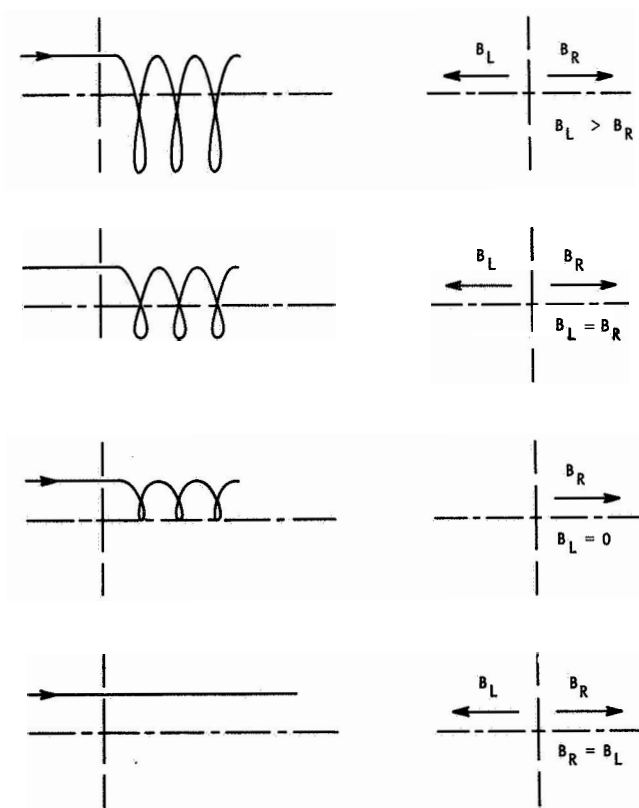 B_L B_R
B_L > B_R
B_L B_R
B_L = B_R
B_R
B_L = 0
B_L B_R
B_R = B_L